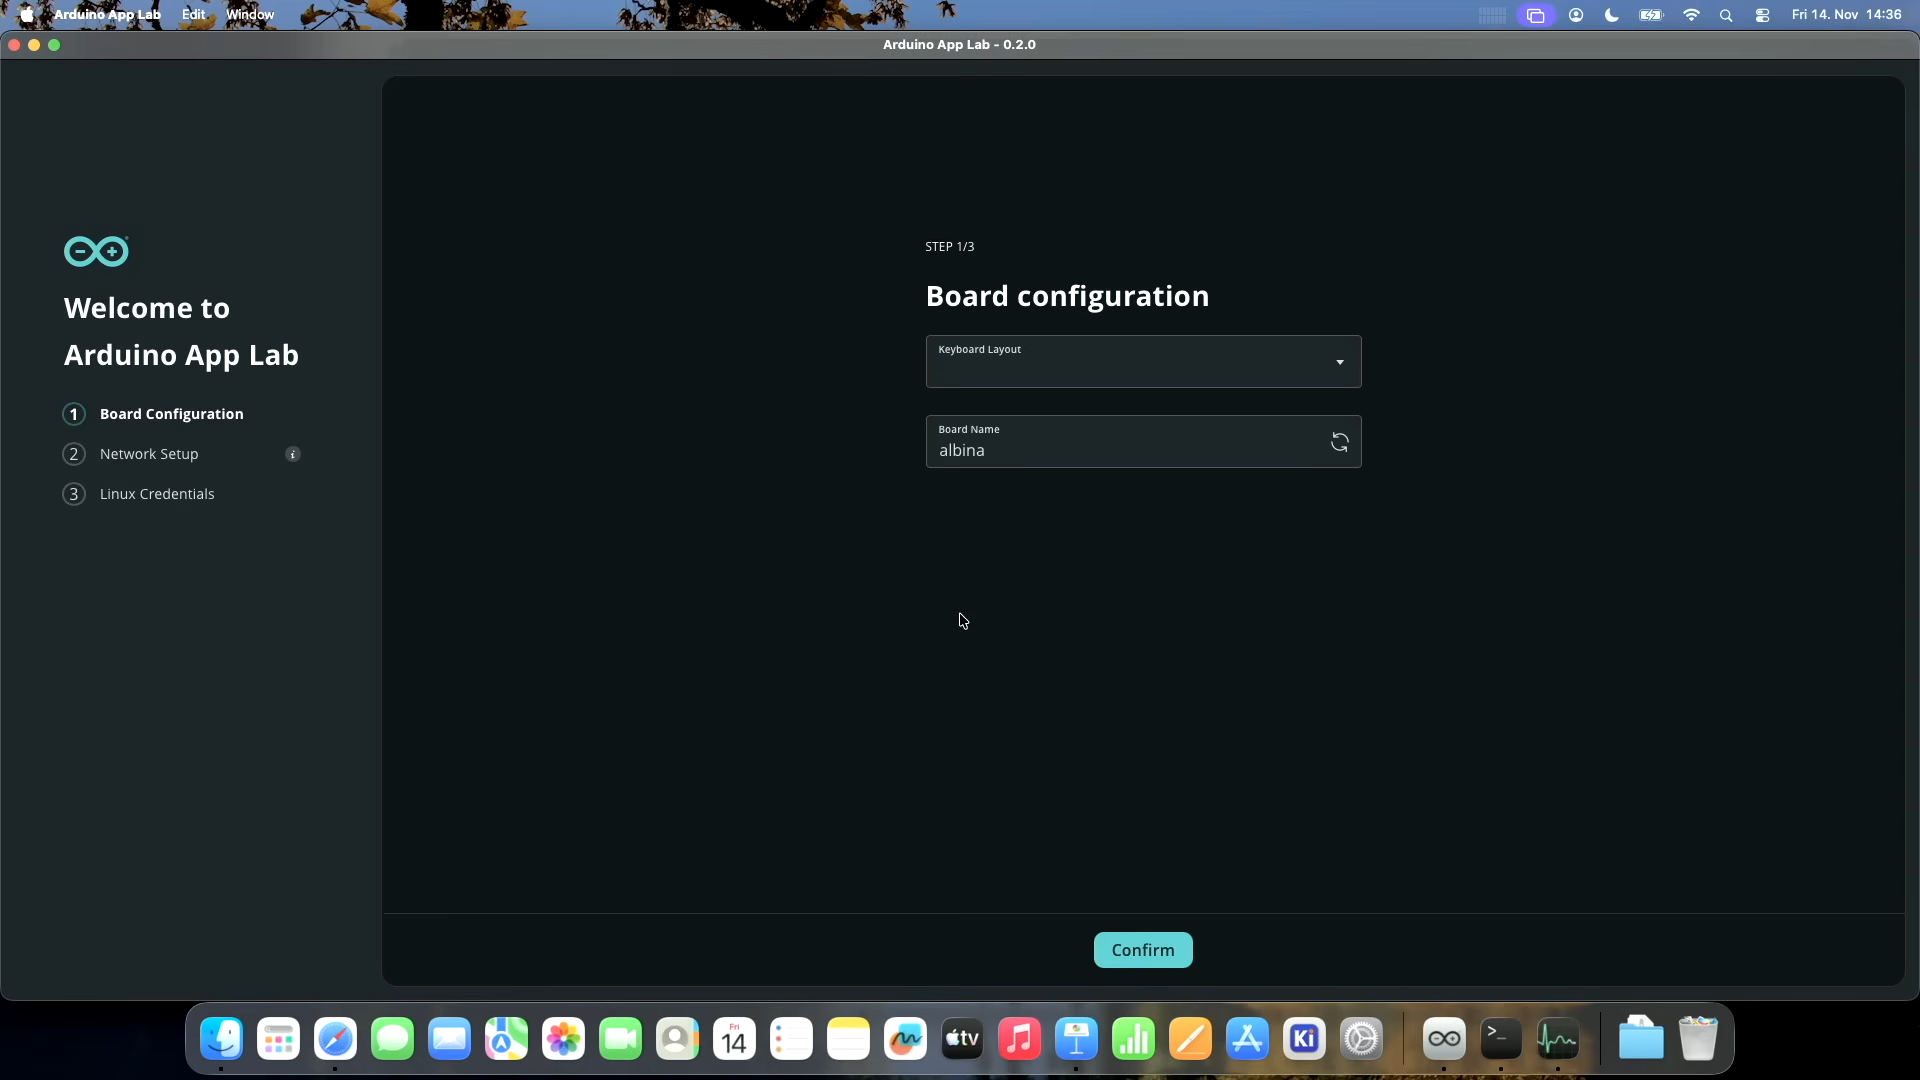 Arduino App Lab Edit Window
Fri 14. Nov 14:36
Arduino App Lab - 0.2.0
Welcome to
Arduino App Lab
1 Board Configuration
2 Network Setup i
3 Linux Credentials
STEP 1/3
Board configuration
Keyboard Layout
Board Name
albina
Confirm
Fri
14
tv
Ki
>_